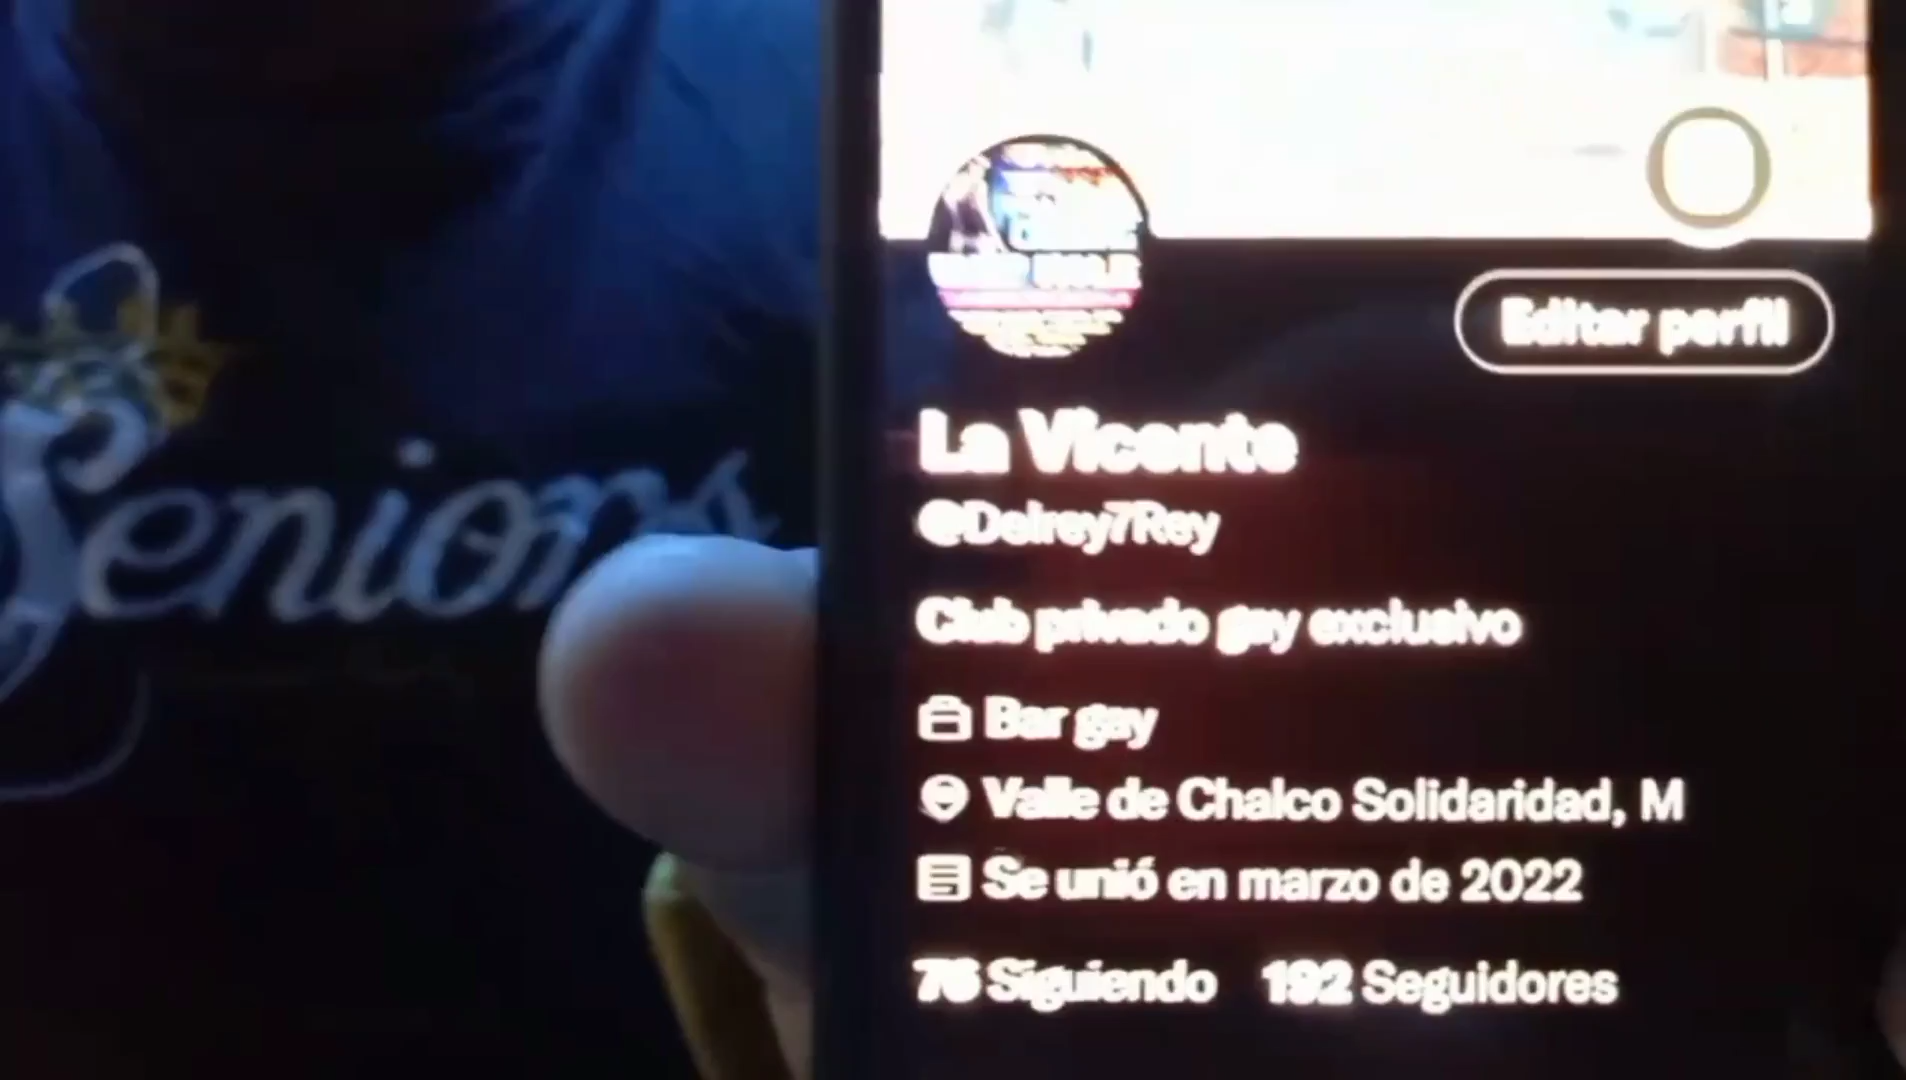 Seniors
Editar perfil
La Vicente
@Delrey7Rey
Club privado gay exclusivo
Bar gay
Valle de Chalco Solidaridad, M
Se unió en marzo de 2022
76 Siguiendo 192 Seguidores